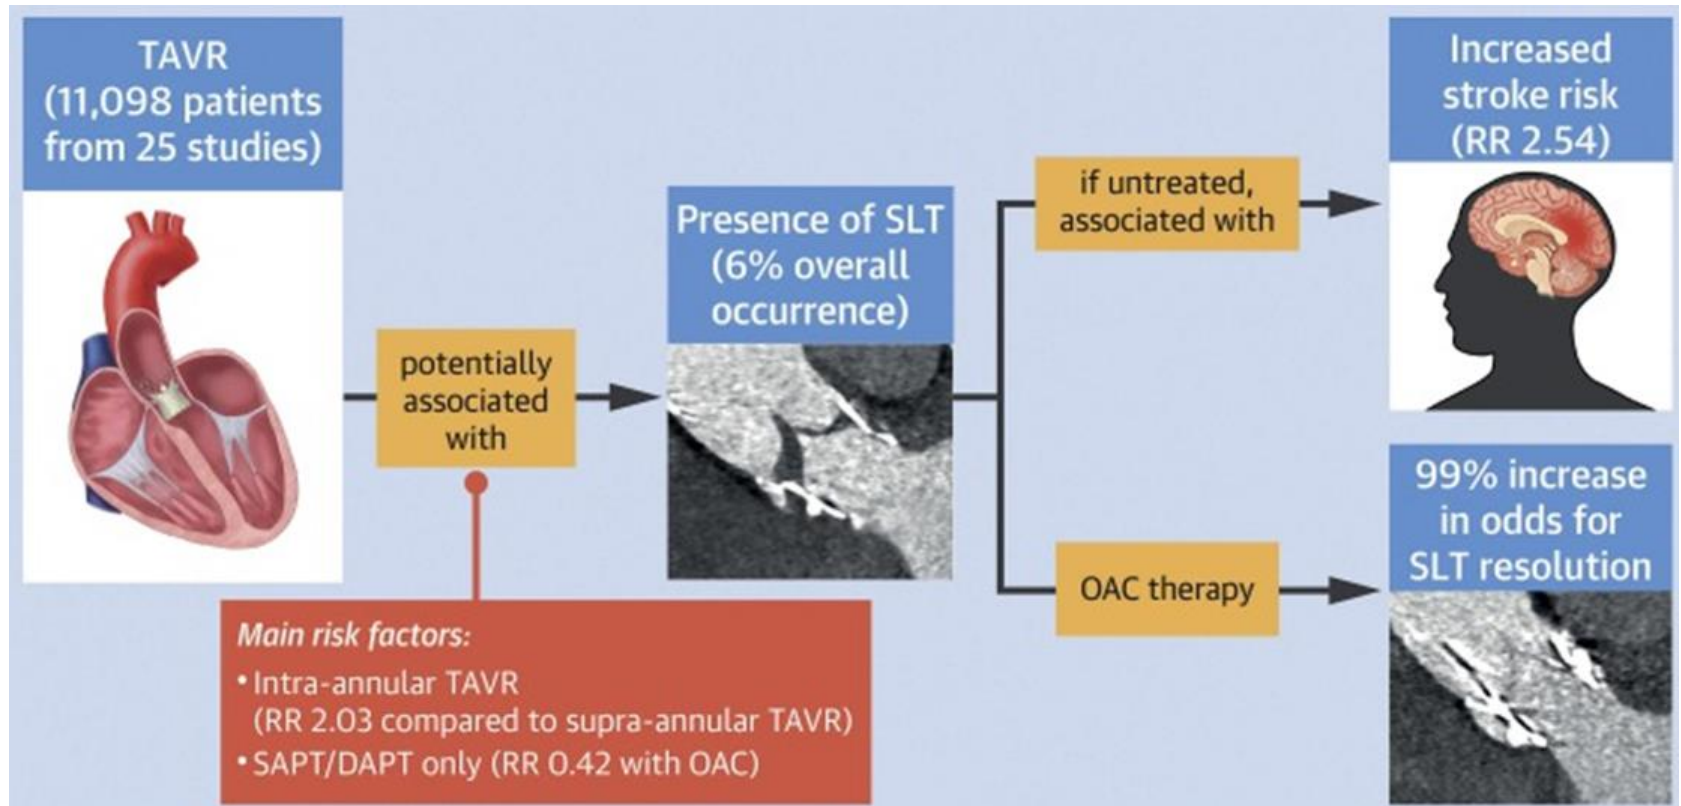 TAVR
(11,098 patients
from 25 studies)
potentially
associated
with
Main risk factors:
• Intra-annular TAVR
(RR 2.03 compared to supra-annular TAVR)
• SAPT/DAPT only (RR 0.42 with OAC)
Presence of SLT
(6% overall
occurrence)
if untreated,
associated with
Increased
stroke risk
(RR 2.54)
OAC therapy
99% increase
in odds for
SLT resolution